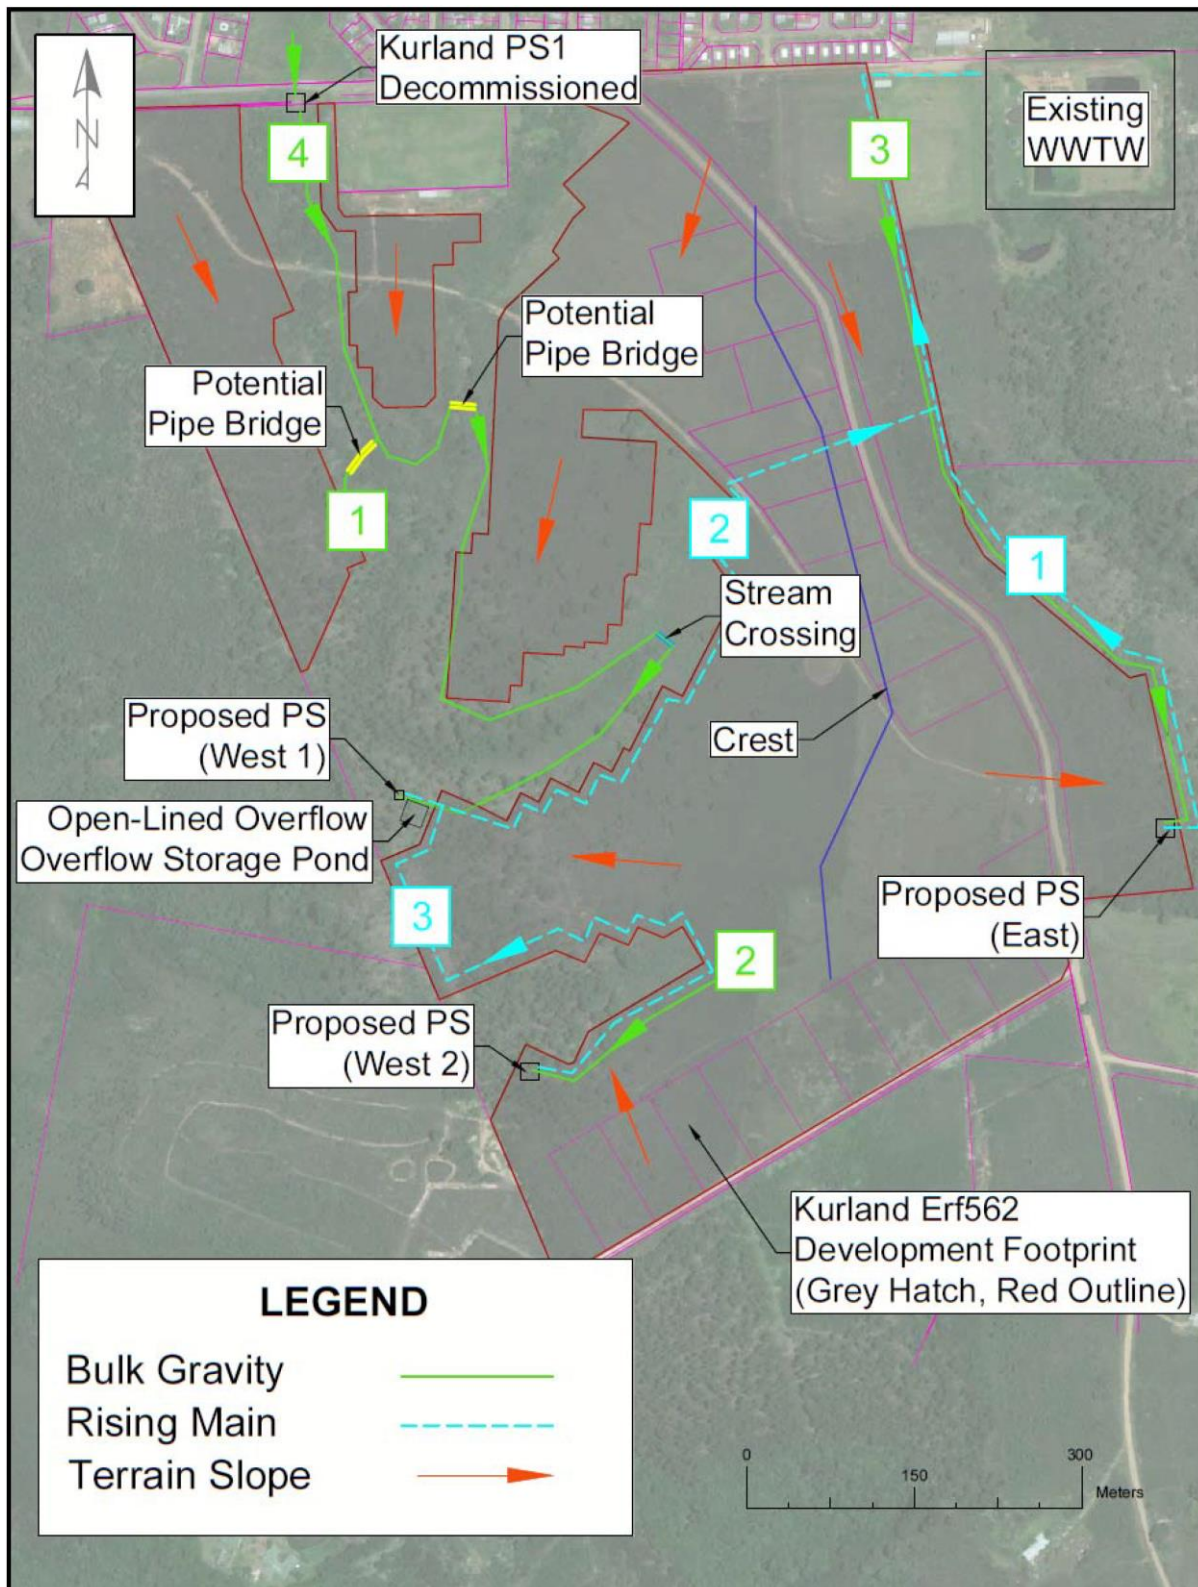 Kurland PS1
Decommissioned
N
Existing
WWTW
4
3
Potential
Pipe Bridge
Potential
Pipe Bridge
1
2
1
Stream
Crossing
Proposed PS
(West 1)
Crest
Open-Lined Overflow
Overflow Storage Pond
3
Proposed PS
(East)
2
Proposed PS
(West 2)
Kurland Erf562
Development Footprint
(Grey Hatch, Red Outline)
LEGEND
Bulk Gravity
Rising Main
Terrain Slope
0
150
300
Meters